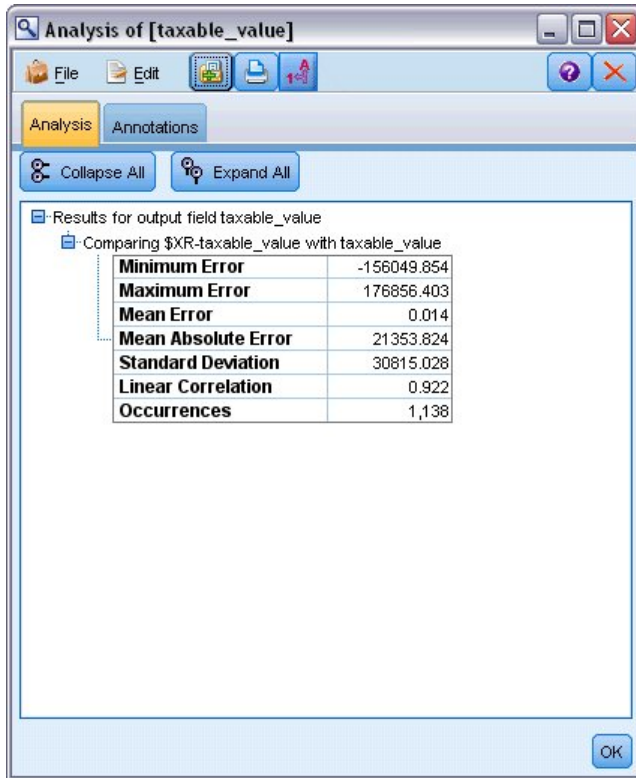 Analysis of [taxable_value]
File Edit
Analysis Annotations
Collapse All Expand All
Results for output field taxable_value
Comparing $XR-taxable_value with taxable_value
Minimum Error -156049.854
Maximum Error 176856.403
Mean Error 0.014
Mean Absolute Error 21353.824
Standard Deviation 30815.028
Linear Correlation 0.922
Occurrences 1,138
OK